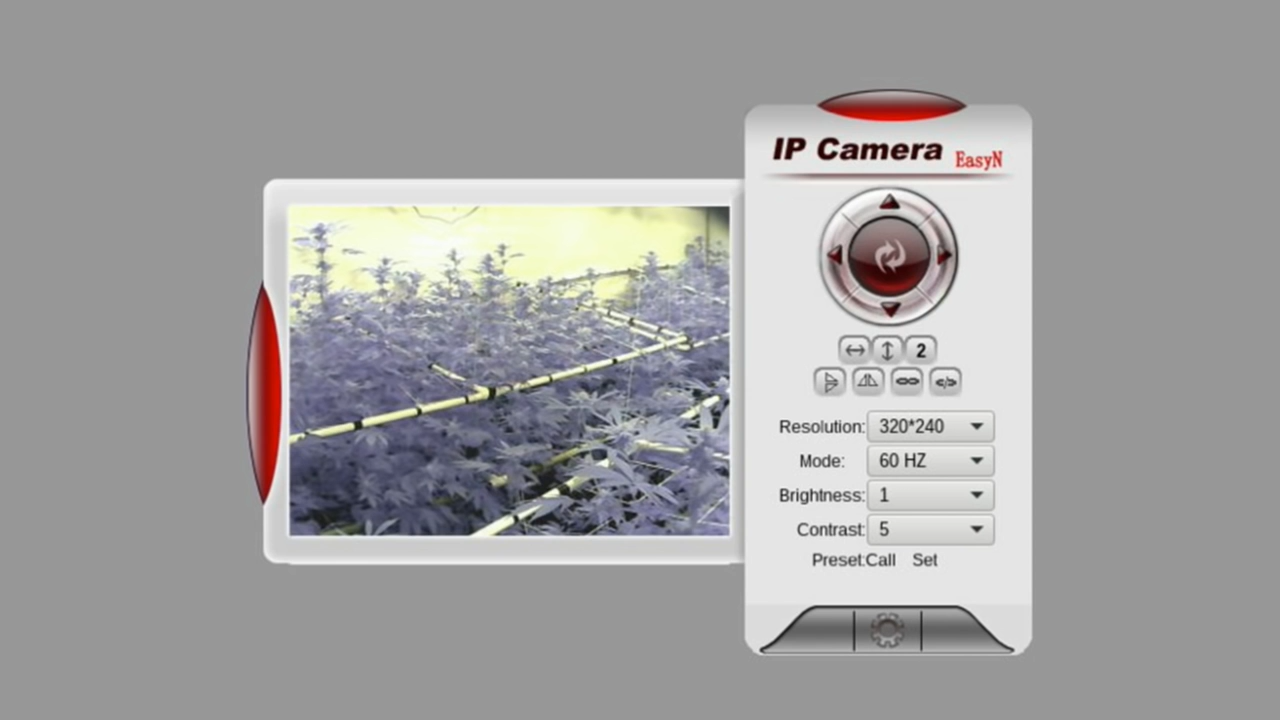 IP Camera EasyN
2
Resolution: 320*240
Mode: 60 HZ
Brightness: 1
Contrast: 5
Preset:Call Set